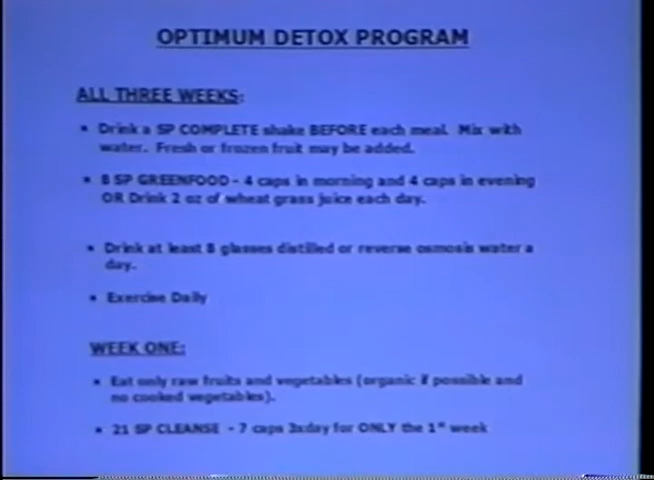 OPTIMUM DETOX PROGRAM
ALL THREE WEEKS:
• Drink a SP COMPLETE shake BEFORE each meal. Mix with
water. Fresh or frozen fruit may be added.
• 8 SP GREENFOOD - 4 caps in morning and 4 caps in evening
OR Drink 2 oz of wheat grass juice each day.
• Drink at least 8 glasses distilled or reverse osmosis water a
day.
• Exercise Daily
WEEK ONE:
• Eat only raw fruits and vegetables (organic if possible and
no cooked vegetables).
• 21 SP CLEANSE - 7 caps 3xday for ONLY the 1st week